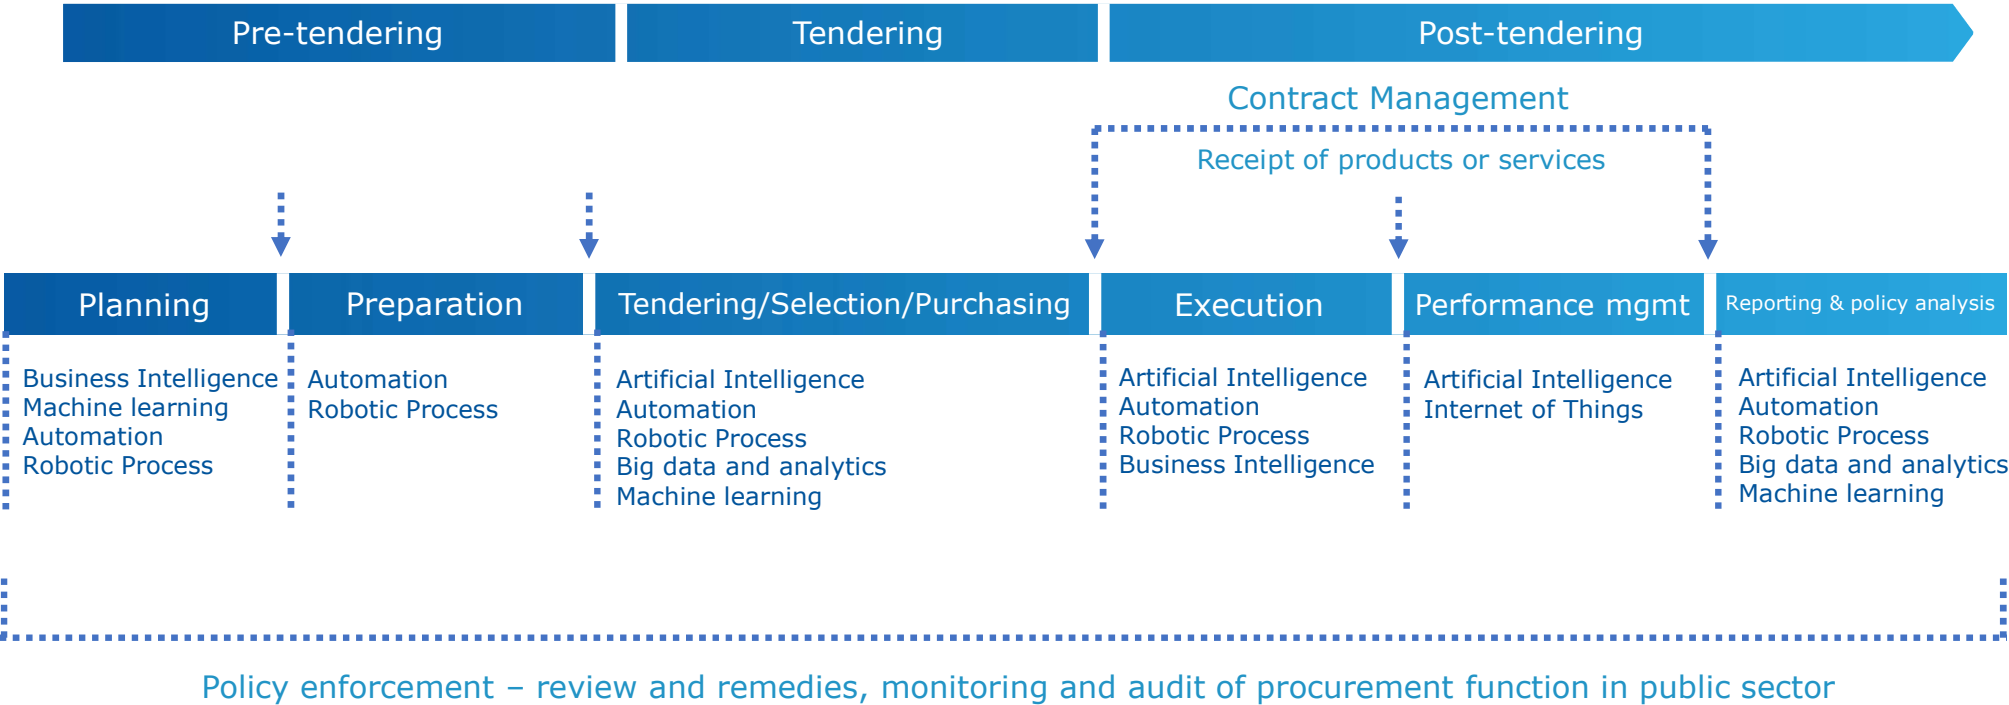 Pre-tendering
Tendering
Post-tendering
Contract Management
Receipt of products or services
Planning
Preparation
Tendering/Selection/Purchasing
Execution
Performance mgmt
Reporting & policy analysis
Business Intelligence
Machine learning
Automation
Robotic Process
Automation
Robotic Process
Artificial Intelligence
Automation
Robotic Process
Big data and analytics
Machine learning
Artificial Intelligence
Automation
Robotic Process
Business Intelligence
Artificial Intelligence
Internet of Things
Artificial Intelligence
Automation
Robotic Process
Big data and analytics
Machine learning
Policy enforcement – review and remedies, monitoring and audit of procurement function in public sector